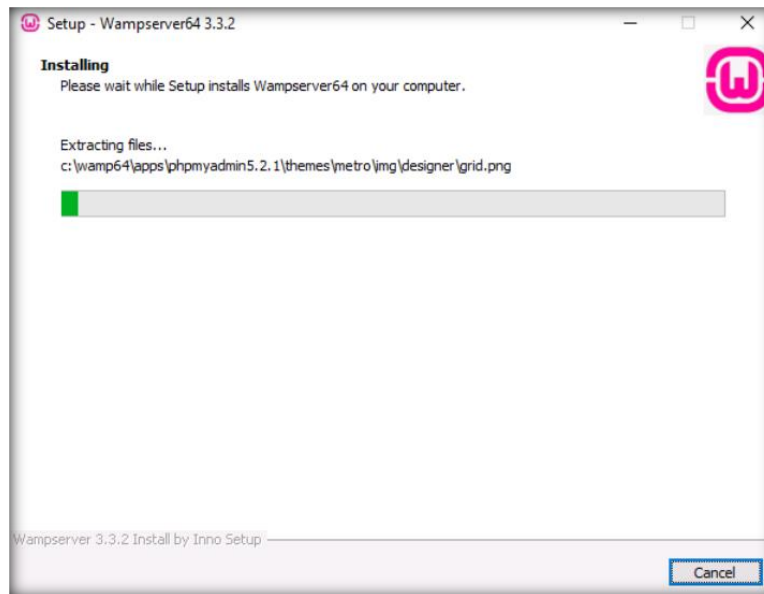 Setup - Wampserver64 3.3.2
Installing
Please wait while Setup installs Wampserver64 on your computer.
Extracting files...
c:\wamp64\apps\phpmyadmin5.2.1\themes\metro\img\designer\grid.png
Wampserver 3.3.2 Install by Inno Setup
Cancel